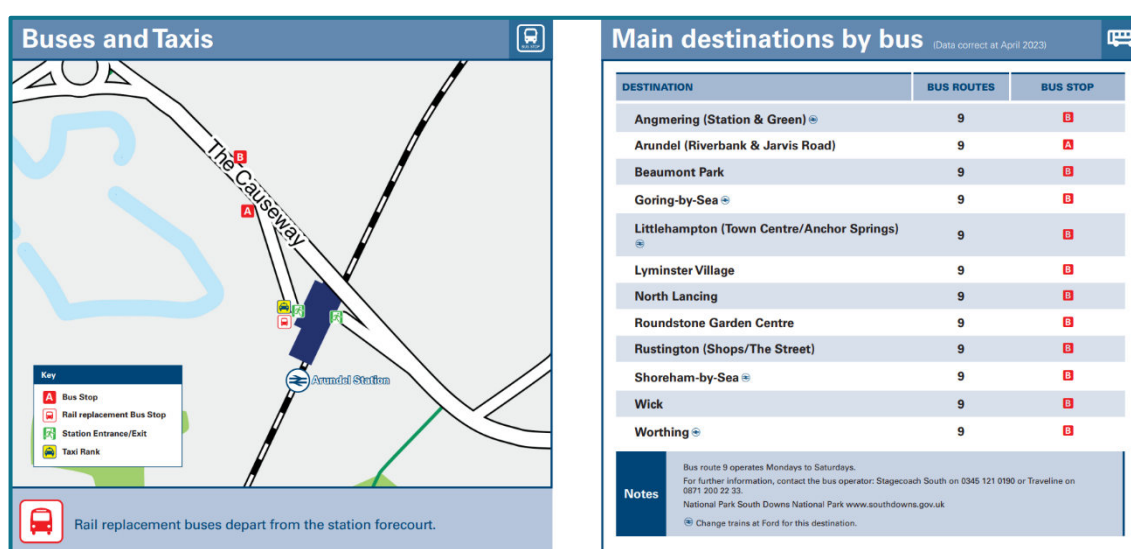 Buses and Taxis
BUS STOP
The Causeway
B
A
Arundel Station
Key
A Bus Stop
Rail replacement Bus Stop
Station Entrance/Exit
Taxi Rank
Rail replacement buses depart from the station forecourt.
Main destinations by bus (Data correct at April 2023)
DESTINATION BUS ROUTES BUS STOP
Angmering (Station & Green) 9 B
Arundel (Riverbank & Jarvis Road) 9 A
Beaumont Park 9 B
Goring-by-Sea 9 B
Littlehampton (Town Centre/Anchor Springs) 9 B
Lyminster Village 9 B
North Lancing 9 B
Roundstone Garden Centre 9 B
Rustington (Shops/The Street) 9 B
Shoreham-by-Sea 9 B
Wick 9 B
Worthing 9 B
Notes
Bus route 9 operates Mondays to Saturdays.
For further information, contact the bus operator: Stagecoach South on 0345 121 0190 or Traveline on
0871 200 22 33.
National Park South Downs National Park www.southdowns.gov.uk
Change trains at Ford for this destination.